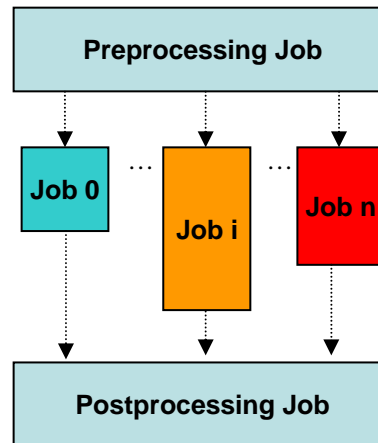 Preprocessing Job
... ...
Job 0
Job i
Job n
Postprocessing Job